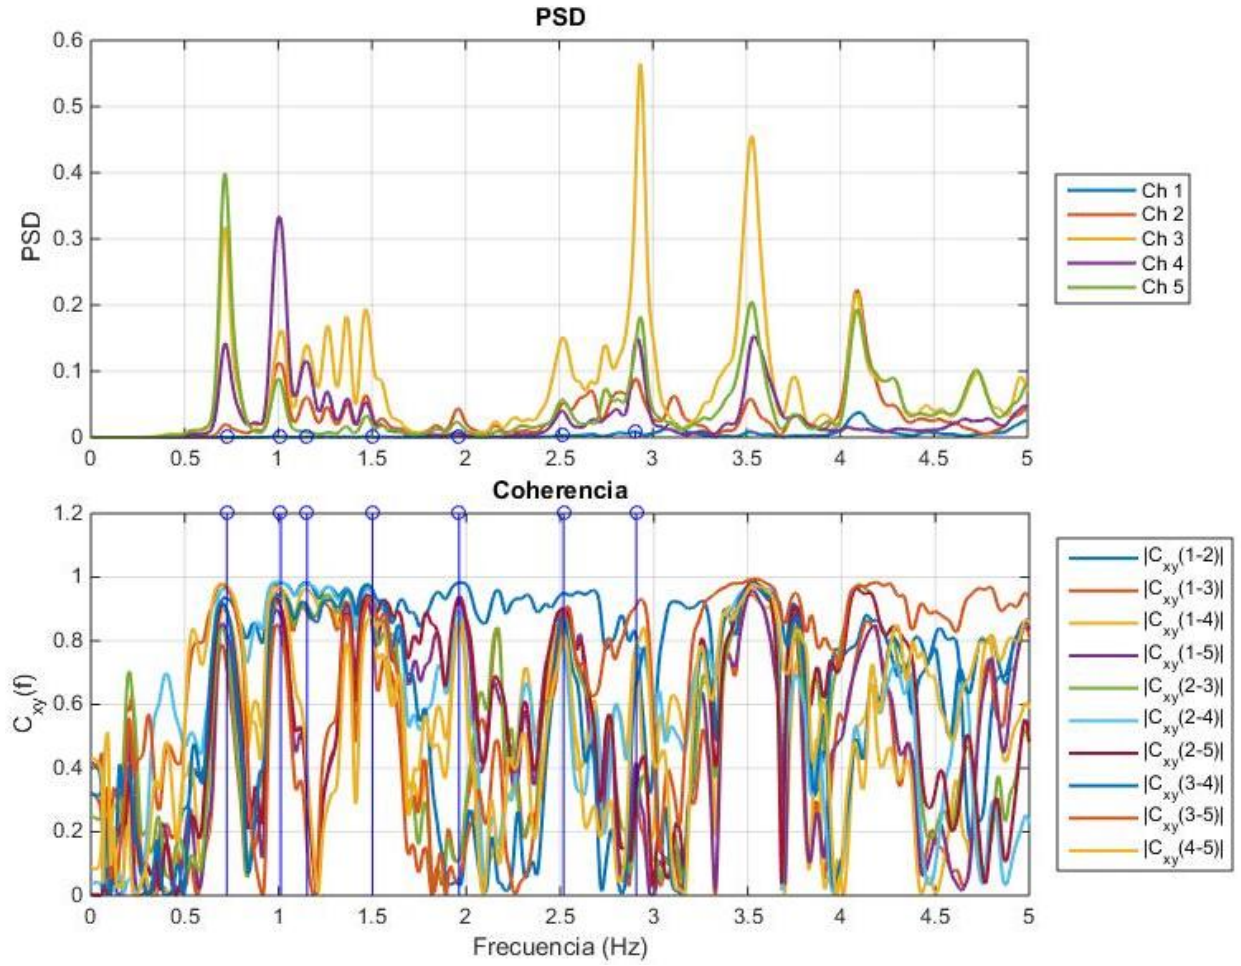 PSD
0.6
0.5
0.4
0.3
0.2
0.1
0
PSD
0 0.5 1 1.5 2 2.5 3 3.5 4 4.5 5
Ch 1
Ch 2
Ch 3
Ch 4
Ch 5
Coherencia
1.2
1
0.8
0.6
0.4
0.2
0
C_xy(f)
0 0.5 1 1.5 2 2.5 3 3.5 4 4.5 5
Frecuencia (Hz)
|C_xy(1-2)|
|C_xy(1-3)|
|C_xy(1-4)|
|C_xy(1-5)|
|C_xy(2-3)|
|C_xy(2-4)|
|C_xy(2-5)|
|C_xy(3-4)|
|C_xy(3-5)|
|C_xy(4-5)|